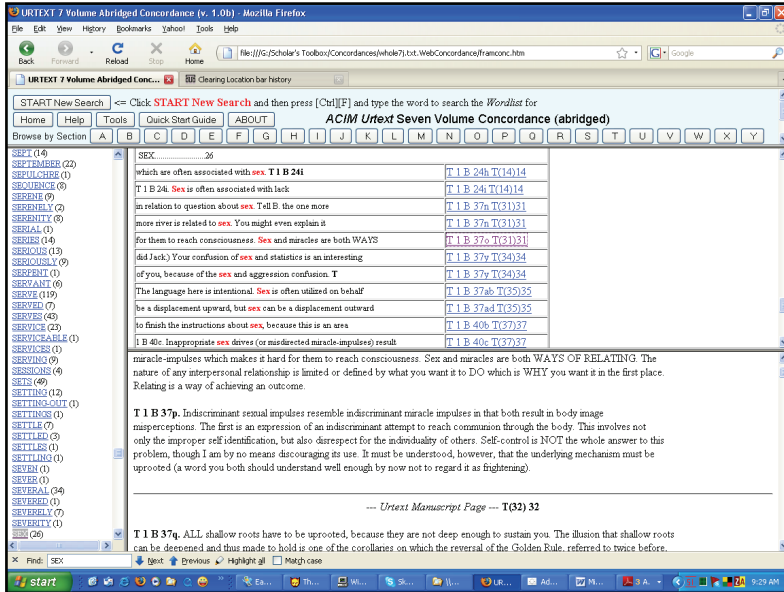 URTEXT 7 Volume Abridged Concordance (v. 1.0b) - Mozilla Firefox
File Edit View History Bookmarks Yahoo! Tools Help
Back Forward Reload Stop Home file:///G:/Scholar's Toolbox/Concordances/whole7j.txt.WebConcordance/framconc.htm G Google
URTEXT 7 Volume Abridged Conc... Clearing Location bar history
START New Search <= Click START New Search and then press [Ctrl][F] and type the word to search the Wordlist for
Home Help Tools Quick Start Guide ABOUT ACIM Urtext Seven Volume Concordance (abridged)
Browse by Section A B C D E F G H I J K L M N O P Q R S T U V W X Y
SEPT (14)
SEPTEMBER (22)
SEPULCHRE (1)
SEQUENCE (8)
SERENE (9)
SERENELY (2)
SERENITY (8)
SERIAL (1)
SERIES (14)
SERIOUS (13)
SERIOUSLY (9)
SERPENT (1)
SERVANT (6)
SERVE (119)
SERVED (7)
SERVES (43)
SERVICE (23)
SERVICEABLE (1)
SERVICES (1)
SERVING (9)
SESSIONS (4)
SETS (49)
SETTING (12)
SETTING-OUT (1)
SETTINGS (1)
SETTLE (7)
SETTLED (3)
SETTLES (1)
SETTLING (1)
SEVEN (1)
SEVER (1)
SEVERAL (34)
SEVERED (1)
SEVERELY (7)
SEVERITY (1)
SEX (26)
SEX.........................26
which are often associated with sex. T 1 B 24i T 1 B 24h T(14)14
T 1 B 24i. Sex is often associated with lack T 1 B 24i T(14)14
in relation to question about sex. Tell B. the one more T 1 B 37n T(31)31
more river is related to sex. You might even explain it T 1 B 37n T(31)31
for them to reach consciousness. Sex and miracles are both WAYS T 1 B 37o T(31)31
did Jack.) Your confusion of sex and statistics is an interesting T 1 B 37y T(34)34
of you, because of the sex and aggression confusion. T T 1 B 37y T(34)34
The language here is intentional. Sex is often utilized on behalf T 1 B 37ab T(35)35
be a displacement upward, but sex can be a displacement outward T 1 B 37ad T(35)35
to finish the instructions about sex, because this is an area T 1 B 40b T(37)37
1 B 40c. Inappropriate sex drives (or misdirected miracle-impulses) result T 1 B 40c T(37)37
miracle-impulses which makes it hard for them to reach consciousness. Sex and miracles are both WAYS OF RELATING. The
nature of any interpersonal relationship is limited or defined by what you want it to DO which is WHY you want it in the first place.
Relating is a way of achieving an outcome.
T 1 B 37p. Indiscriminant sexual impulses resemble indiscriminant miracle impulses in that both result in body image
misperceptions. The first is an expression of an indiscriminant attempt to reach communion through the body. This involves not
only the improper self identification, but also disrespect for the individuality of others. Self-control is NOT the whole answer to this
problem, though I am by no means discouraging its use. It must be understood, however, that the underlying mechanism must be
uprooted (a word you both should understand well enough by now not to regard it as frightening).
--- Urtext Manuscript Page --- T(32) 32
T 1 B 37q. ALL shallow roots have to be uprooted, because they are not deep enough to sustain you. The illusion that shallow roots
can be deepened and thus made to hold is one of the corollaries on which the reversal of the Golden Rule, referred to twice before,
Find: SEX Next Previous Highlight all Match case
start Ea... Th... Wi... Sk... \\... UR... Ad... Mi... 3 A. 9:29 AM